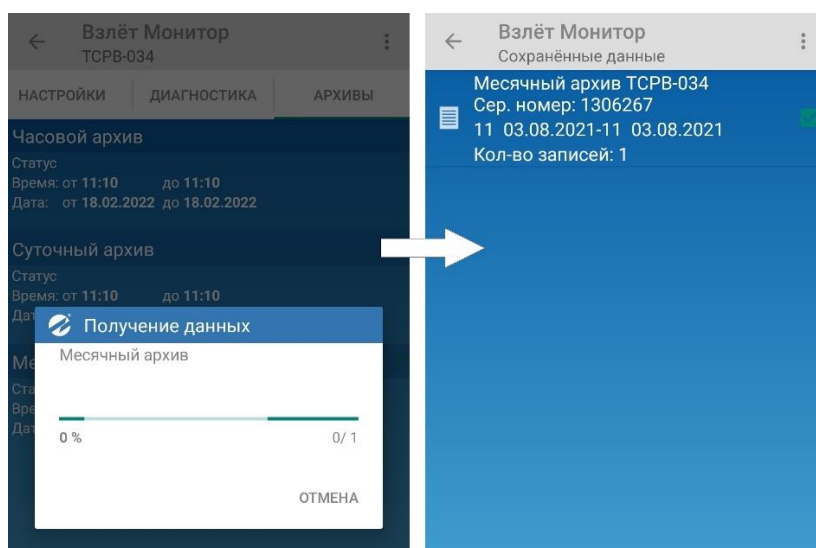 Взлёт Монитор
ТСРВ-034
НАСТРОЙКИ ДИАГНОСТИКА АРХИВЫ
Часовой архив
Статус
Время: от 11:10 до 11:10
Дата: от 18.02.2022 до 18.02.2022
Суточный архив
Статус
Время: от 11:10 до 11:10
Получение данных
Месячный архив
0 % 0/ 1
ОТМЕНА
Взлёт Монитор
Сохранённые данные
Месячный архив ТСРВ-034
Сер. номер: 1306267
11 03.08.2021-11 03.08.2021
Кол-во записей: 1